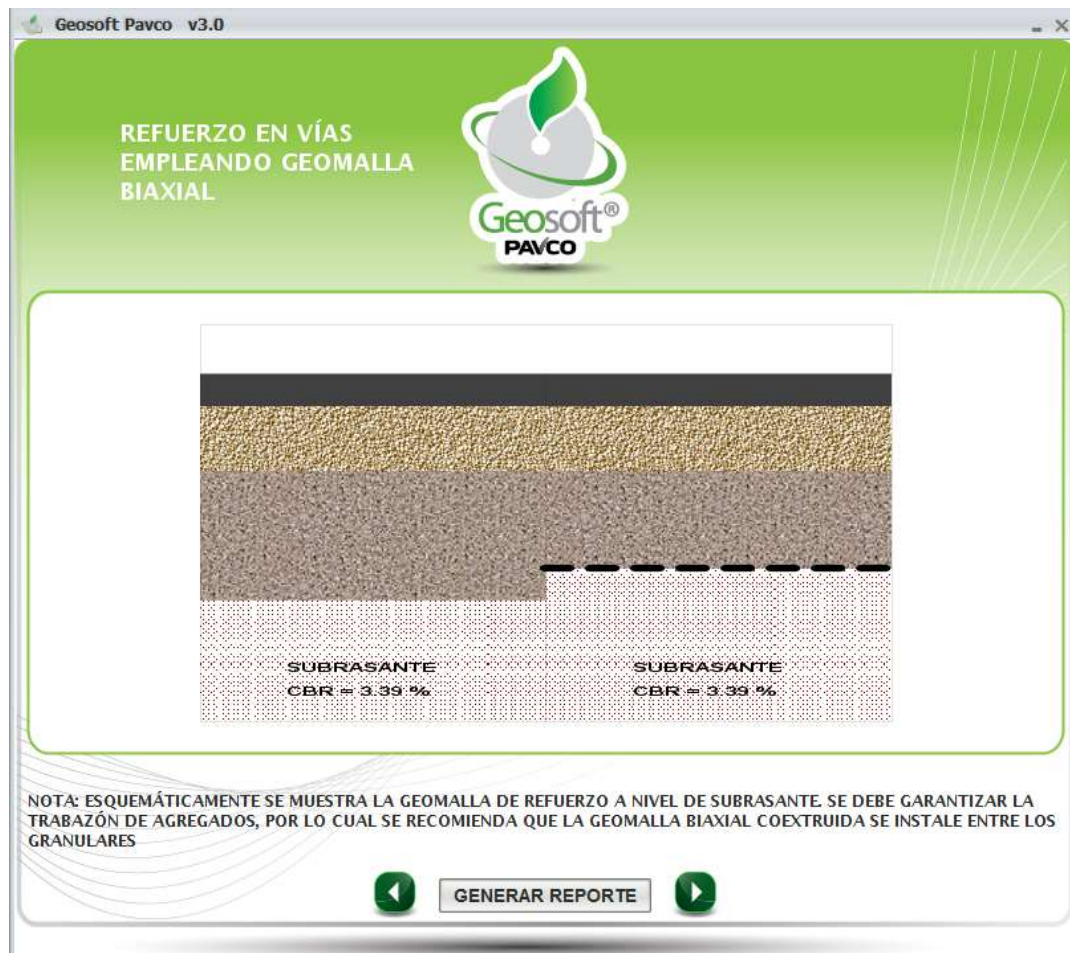 Geosoft Pavco v3.0
REFUERZO EN VÍAS
EMPLEANDO GEOMALLA
BIAXIAL
Geosoft®
PAVCO
SUBRASANTE
CBR = 3.39 %
SUBRASANTE
CBR = 3.39 %
NOTA: ESQUEMÁTICAMENTE SE MUESTRA LA GEOMALLA DE REFUERZO A NIVEL DE SUBRASANTE. SE DEBE GARANTIZAR LA
TRABAZÓN DE AGREGADOS, POR LO CUAL SE RECOMIENDA QUE LA GEOMALLA BIAXIAL COEXTRUIDA SE INSTALE ENTRE LOS
GRANULARES
GENERAR REPORTE